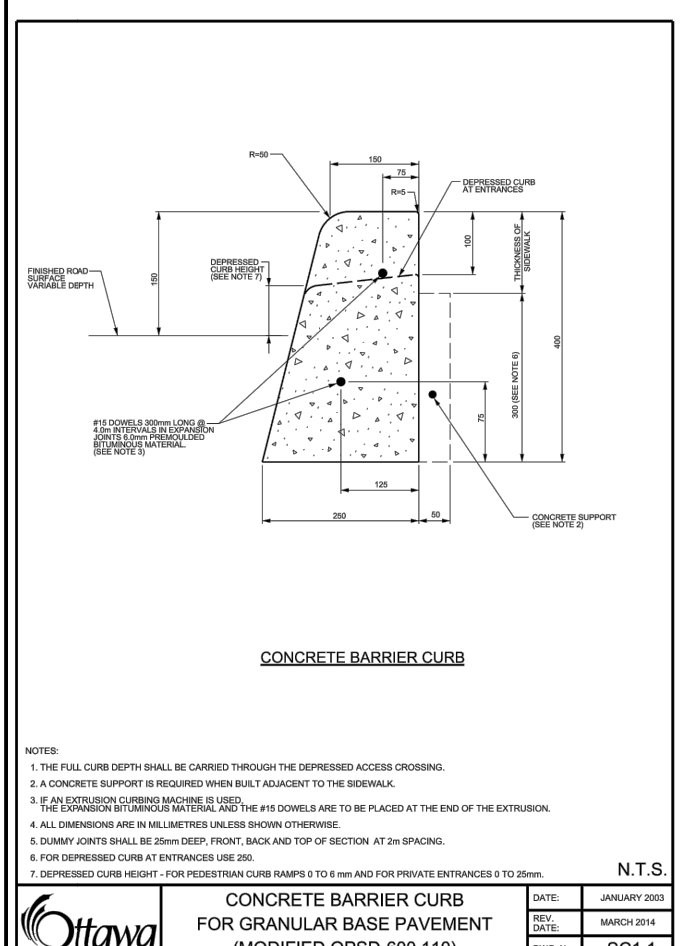 R=50
150
75
R=5
DEPRESSED CURB
AT ENTRANCES
FINISHED ROAD
SURFACE
VARIABLE DEPTH
150
DEPRESSED
CURB HEIGHT
(SEE NOTE 7)
100
THICKNESS OF
SIDEWALK
400
300 (SEE NOTE 6)
75
#15 DOWELS 300mm LONG @
4.0m INTERVALS IN EXPANSION
JOINTS 6.0mm PREMOULDED
BITUMINOUS MATERIAL.
(SEE NOTE 3)
125
250
50
CONCRETE SUPPORT
(SEE NOTE 2)
CONCRETE BARRIER CURB
NOTES:
1. THE FULL CURB DEPTH SHALL BE CARRIED THROUGH THE DEPRESSED ACCESS CROSSING.
2. A CONCRETE SUPPORT IS REQUIRED WHEN BUILT ADJACENT TO THE SIDEWALK.
3. IF AN EXTRUSION CURBING MACHINE IS USED,
THE EXPANSION BITUMINOUS MATERIAL AND THE #15 DOWELS ARE TO BE PLACED AT THE END OF THE EXTRUSION.
4. ALL DIMENSIONS ARE IN MILLIMETRES UNLESS SHOWN OTHERWISE.
5. DUMMY JOINTS SHALL BE 25mm DEEP, FRONT, BACK AND TOP OF SECTION AT 2m SPACING.
6. FOR DEPRESSED CURB AT ENTRANCES USE 250.
7. DEPRESSED CURB HEIGHT - FOR PEDESTRIAN CURB RAMPS 0 TO 6 mm AND FOR PRIVATE ENTRANCES 0 TO 25mm.
N.T.S.
Ottawa
CONCRETE BARRIER CURB
FOR GRANULAR BASE PAVEMENT
(MODIFIED OPSD-600.110)
DATE:
JANUARY 2003
REV.
DATE:
MARCH 2014